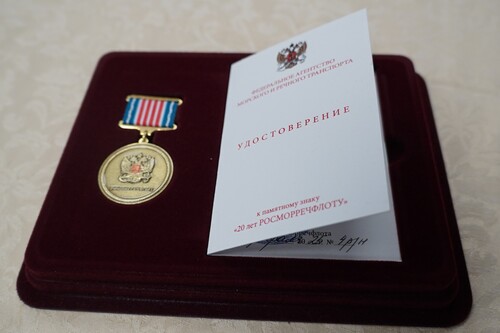 ФЕДЕРАЛЬНОЕ АГЕНТСТВО
МОРСКОГО И РЕЧНОГО ТРАНСПОРТА
УДОСТОВЕРЕНИЕ
к памятному знаку
"20 лет РОСМОРРЕЧФЛОТУ"